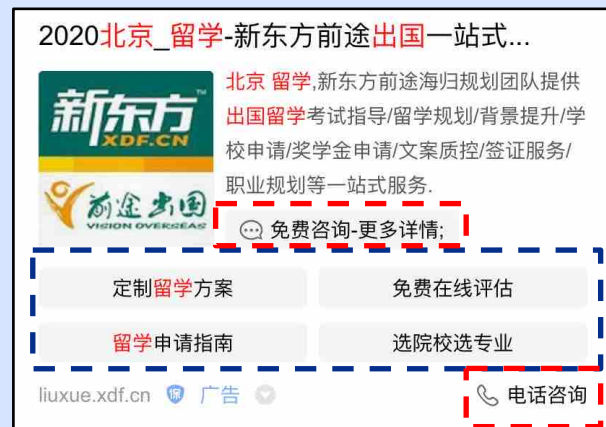 2020北京_留学-新东方前途出国一站式...
新东方™
XDF.CN
前途出国
VISION OVERSEAS
北京 留学,新东方前途海归规划团队提供
出国留学考试指导/留学规划/背景提升/学
校申请/奖学金申请/文案质控/签证服务/
职业规划等一站式服务.
免费咨询-更多详情;
定制留学方案
免费在线评估
留学申请指南
选院校选专业
liuxue.xdf.cn 保 广告
电话咨询